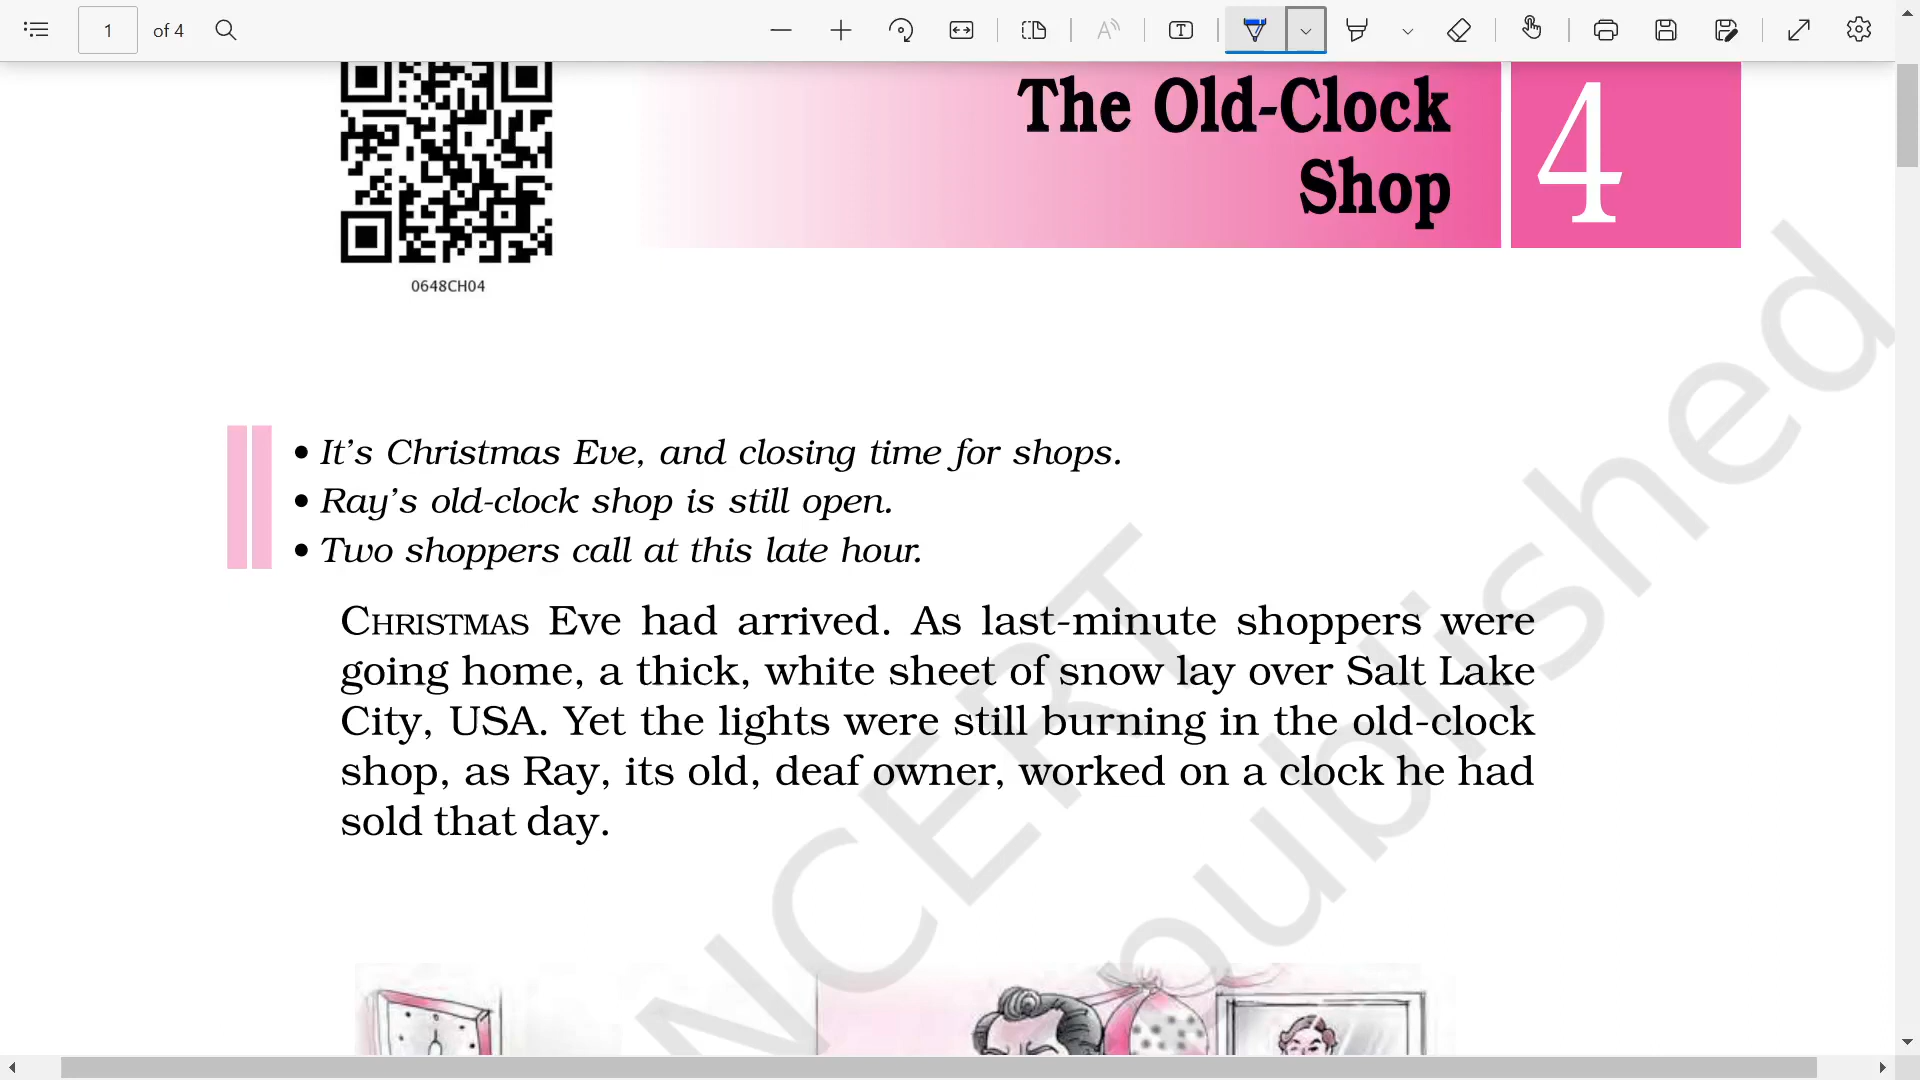 1 of 4
The Old-Clock
Shop
4
0648CH04
• It’s Christmas Eve, and closing time for shops.
• Ray’s old-clock shop is still open.
• Two shoppers call at this late hour.
CHRISTMAS Eve had arrived. As last-minute shoppers were
going home, a thick, white sheet of snow lay over Salt Lake
City, USA. Yet the lights were still burning in the old-clock
shop, as Ray, its old, deaf owner, worked on a clock he had
sold that day.
NCERT
published